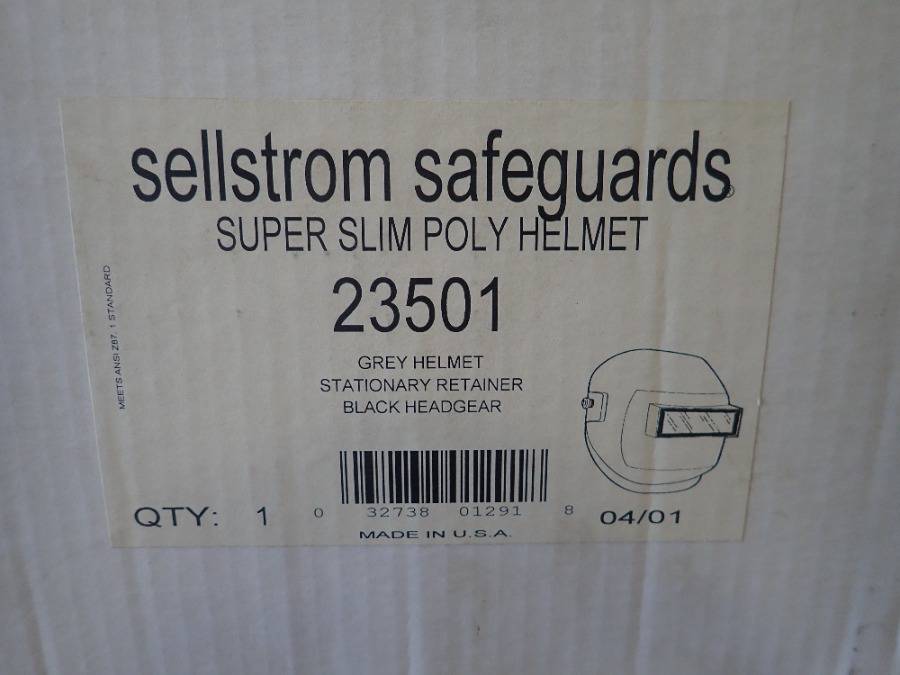 sellstrom safeguards®
SUPER SLIM POLY HELMET
23501
MEETS ANSI Z87. 1 STANDARD
GREY HELMET
STATIONARY RETAINER
BLACK HEADGEAR
QTY: 1
0 32738 01291 8
04/01
MADE IN U.S.A.